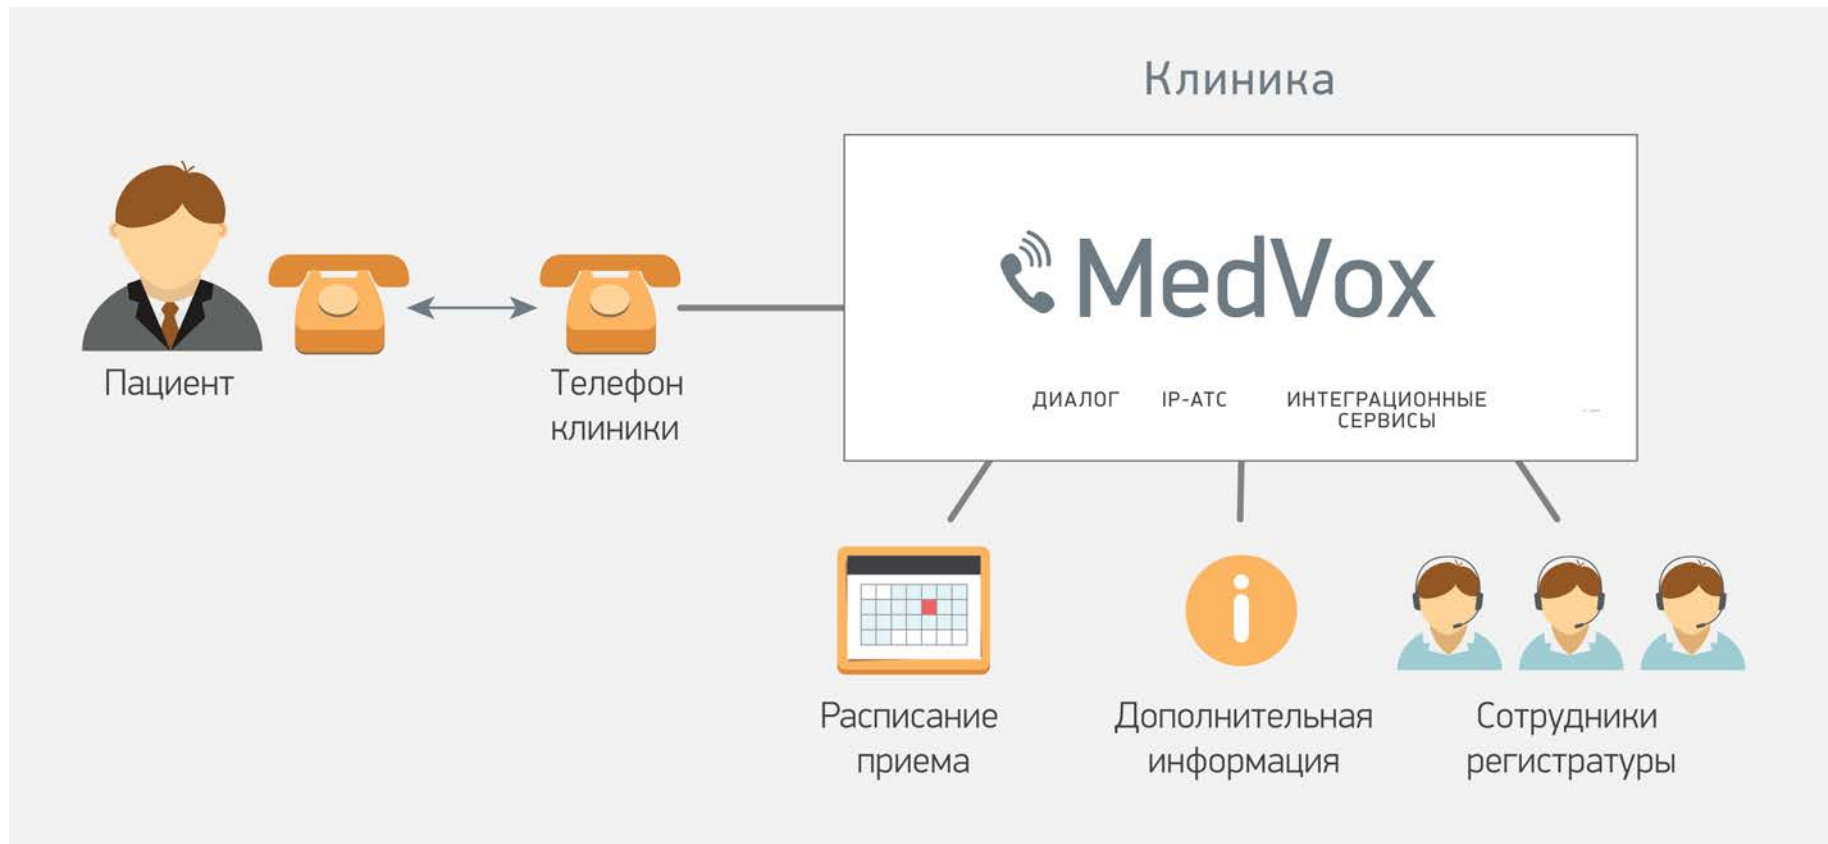 Клиника
MedVox
ДИАЛОГ
IP-АТС
ИНТЕГРАЦИОННЫЕ
СЕРВИСЫ
Пациент
Телефон
клиники
Расписание
приема
Дополнительная
информация
Сотрудники
регистратуры